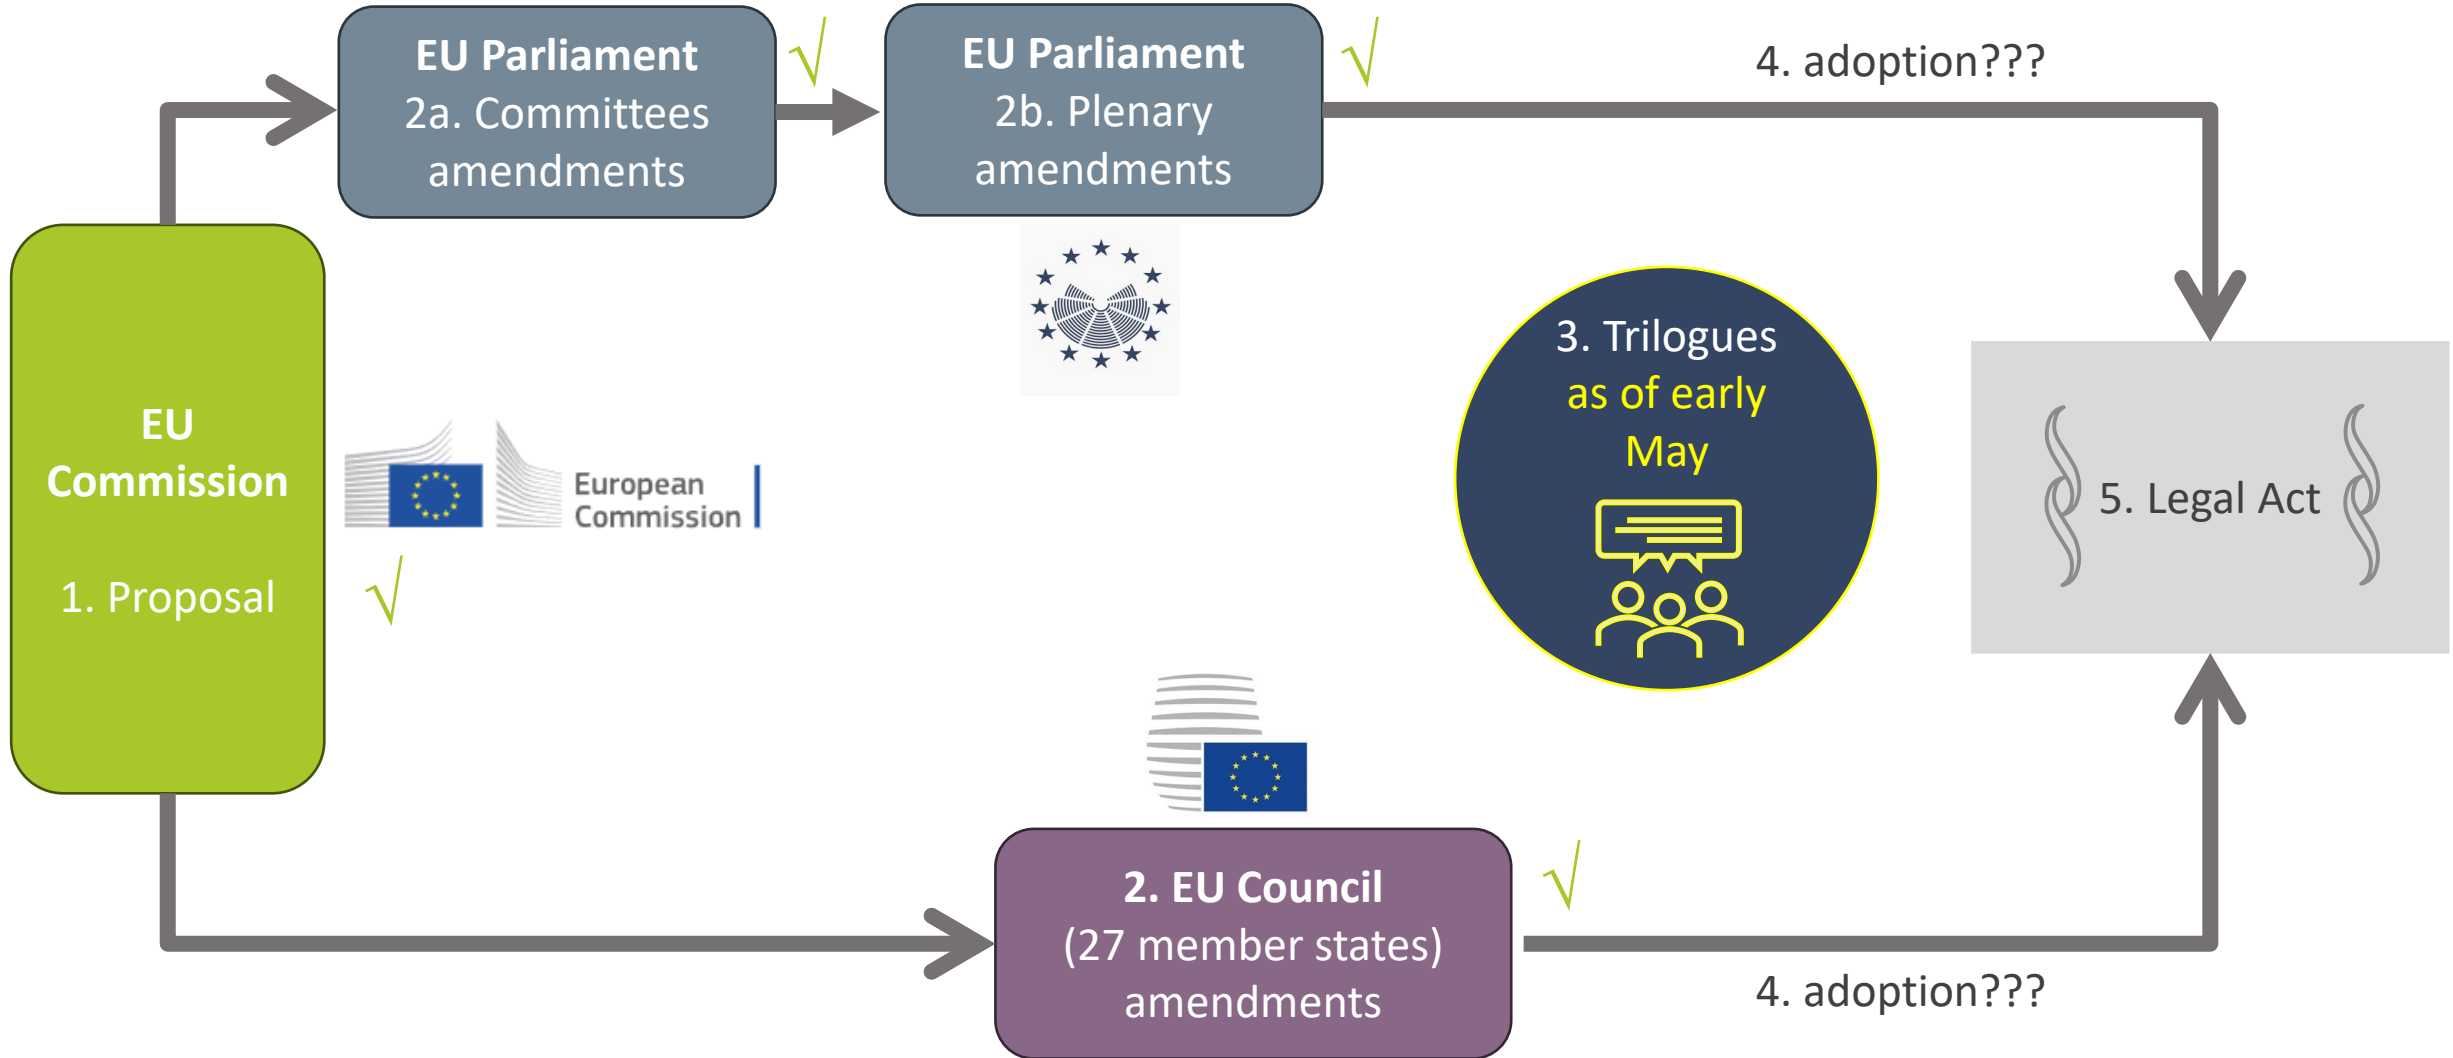 EU Parliament
2a. Committees
amendments
√
EU Parliament
2b. Plenary
amendments
√
4. adoption???
EU
Commission
1. Proposal
√
European
Commission
3. Trilogues
as of early
May
5. Legal Act
2. EU Council
(27 member states)
amendments
√
4. adoption???